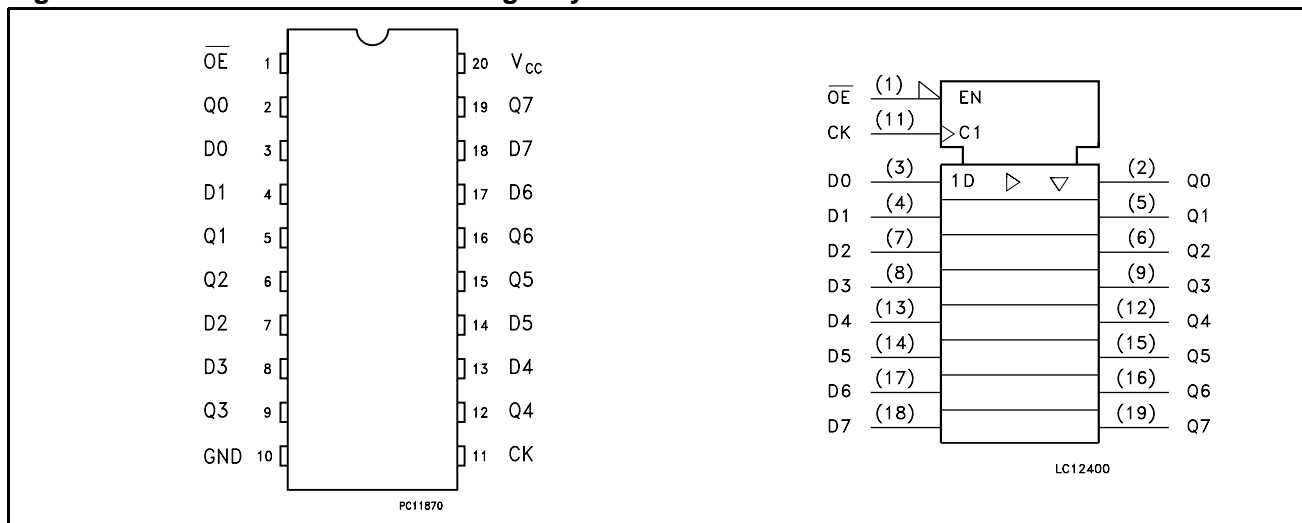 OE 1 20 VCC
Q0 2 19 Q7
D0 3 18 D7
D1 4 17 D6
Q1 5 16 Q6
Q2 6 15 Q5
D2 7 14 D5
D3 8 13 D4
Q3 9 12 Q4
GND 10 11 CK
PC11870
OE (1) EN
CK (11) C1
D0 (3) 1D (2) Q0
D1 (4) (5) Q1
D2 (7) (6) Q2
D3 (8) (9) Q3
D4 (13) (12) Q4
D5 (14) (15) Q5
D6 (17) (16) Q6
D7 (18) (19) Q7
LC12400